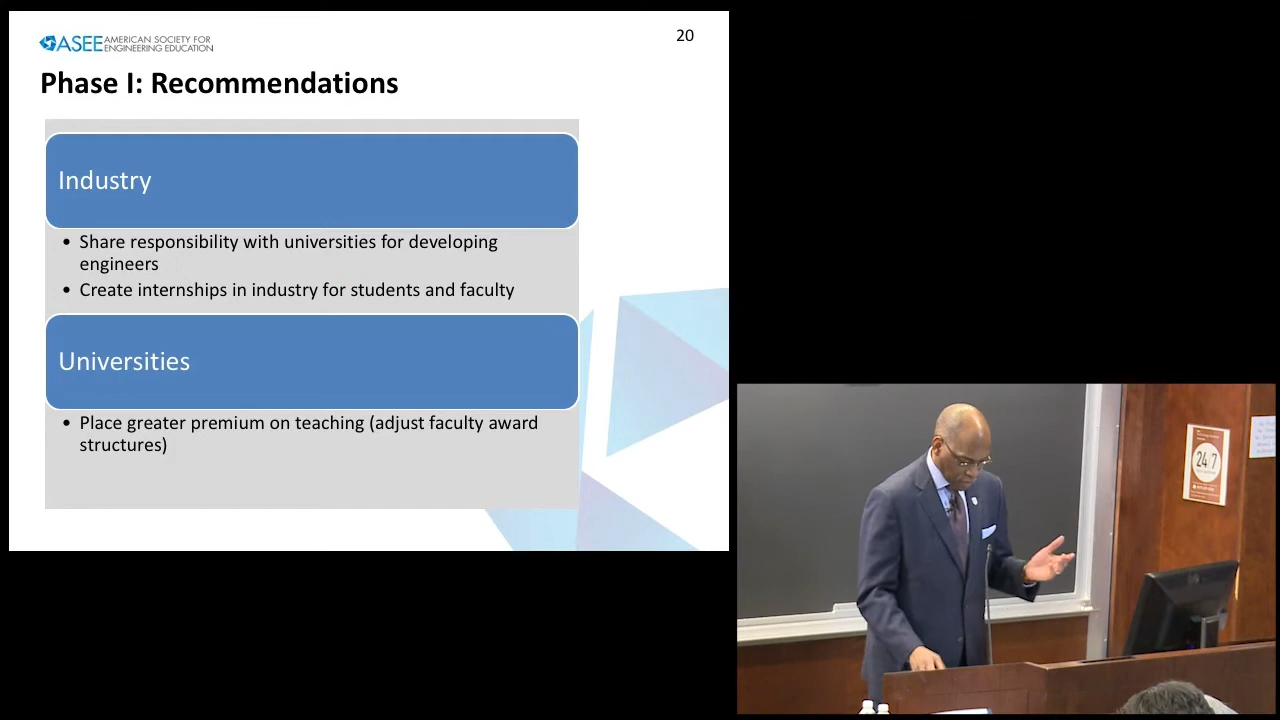 ASEE AMERICAN SOCIETY FOR
ENGINEERING EDUCATION
20
Phase I: Recommendations
Industry
• Share responsibility with universities for developing
engineers
• Create internships in industry for students and faculty
Universities
• Place greater premium on teaching (adjust faculty award
structures)
24/7